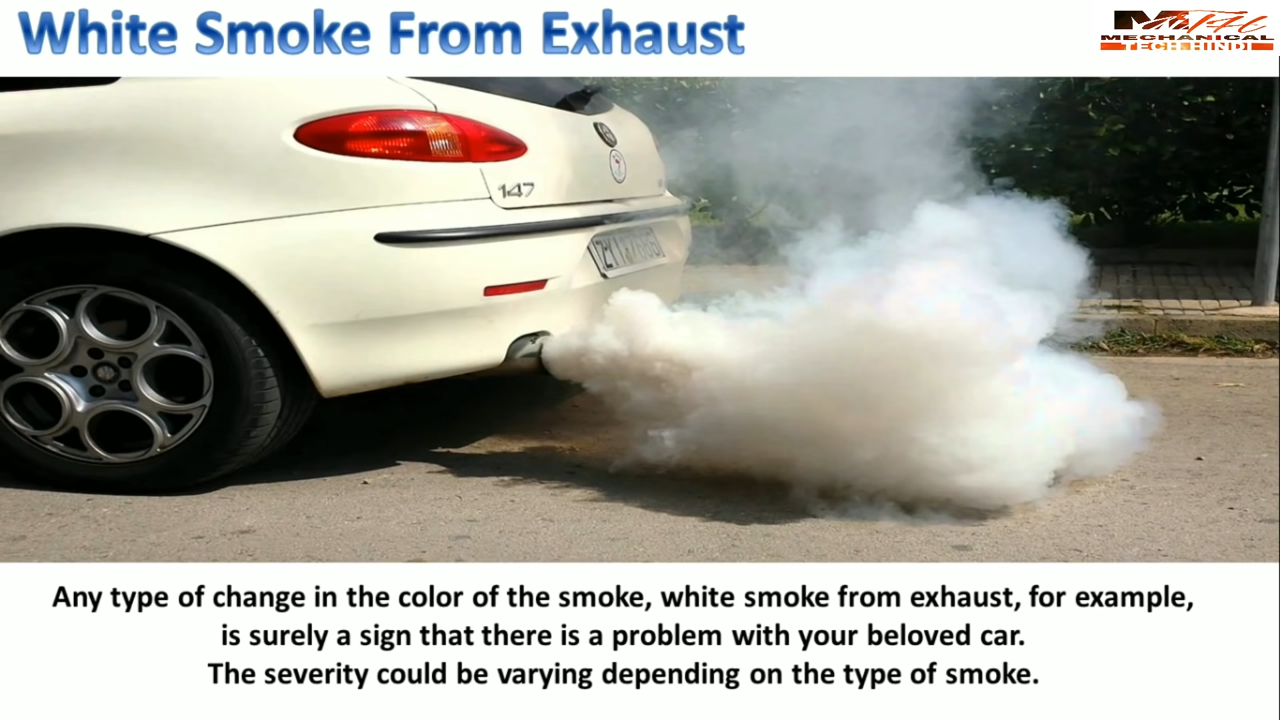 White Smoke From Exhaust
MECHANICAL
TECH HINDI
147
Any type of change in the color of the smoke, white smoke from exhaust, for example,
is surely a sign that there is a problem with your beloved car.
The severity could be varying depending on the type of smoke.